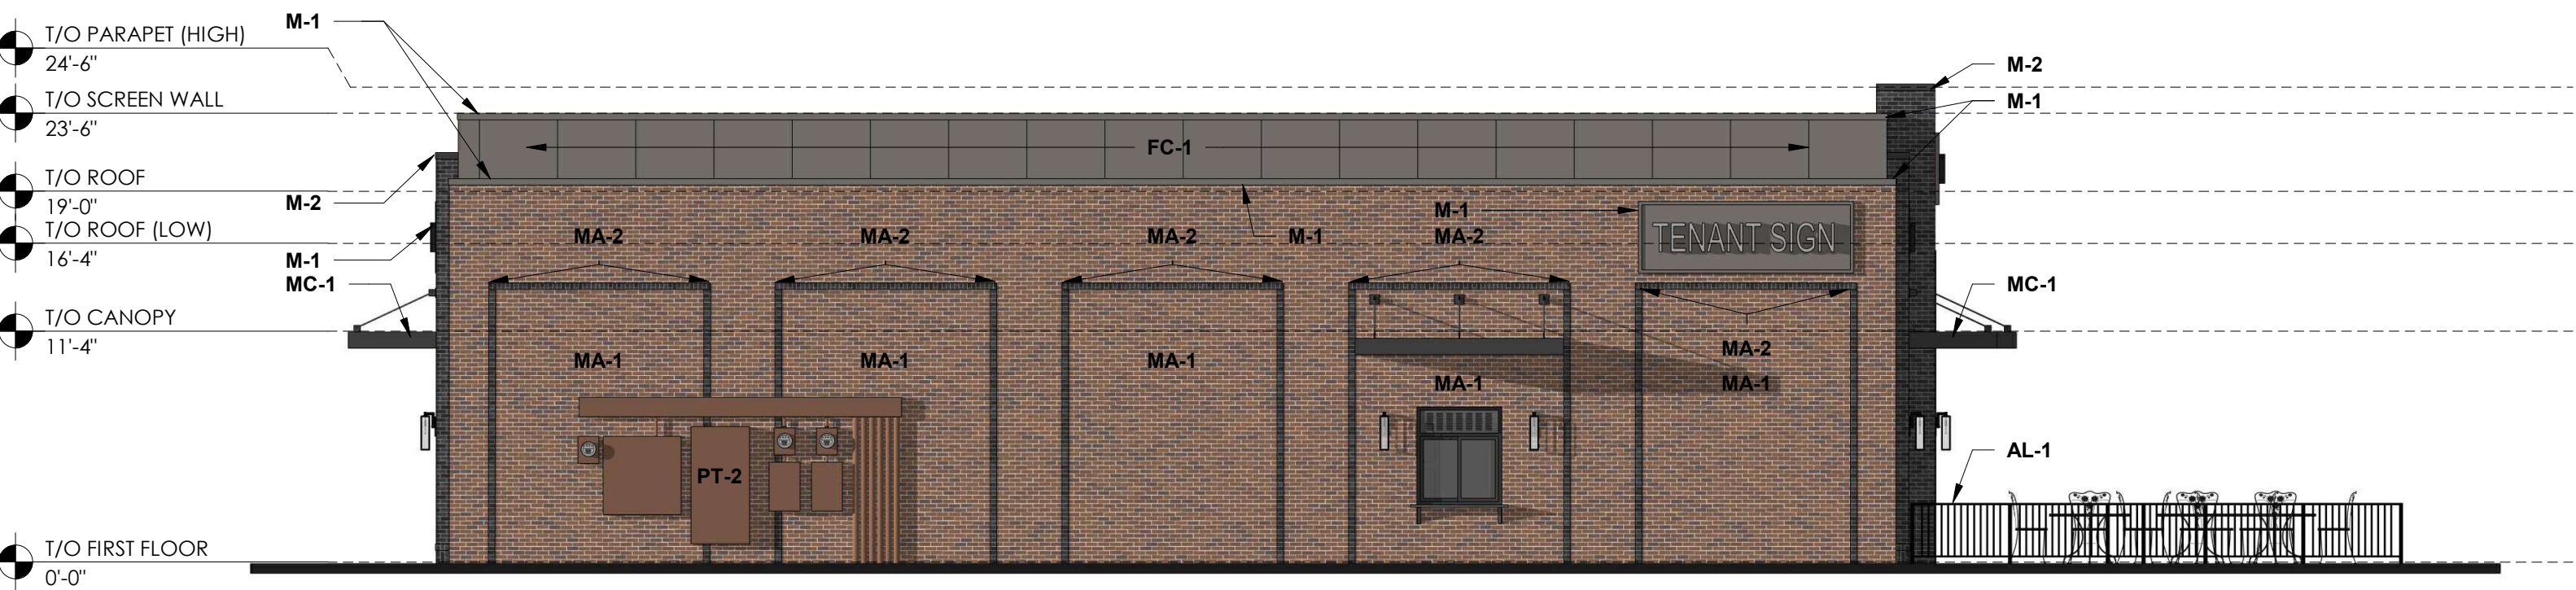 M-1
T/O PARAPET (HIGH)
24'-6"
M-2
T/O SCREEN WALL
23'-6"
M-1
FC-1
T/O ROOF
19'-0"
M-2
M-1
T/O ROOF (LOW)
16'-4"
MA-2
MA-2
MA-2
M-1
MA-2
TENANT SIGN
M-1
MC-1
MC-1
T/O CANOPY
11'-4"
MA-1
MA-1
MA-1
MA-1
MA-2
MA-1
PT-2
AL-1
T/O FIRST FLOOR
0'-0"